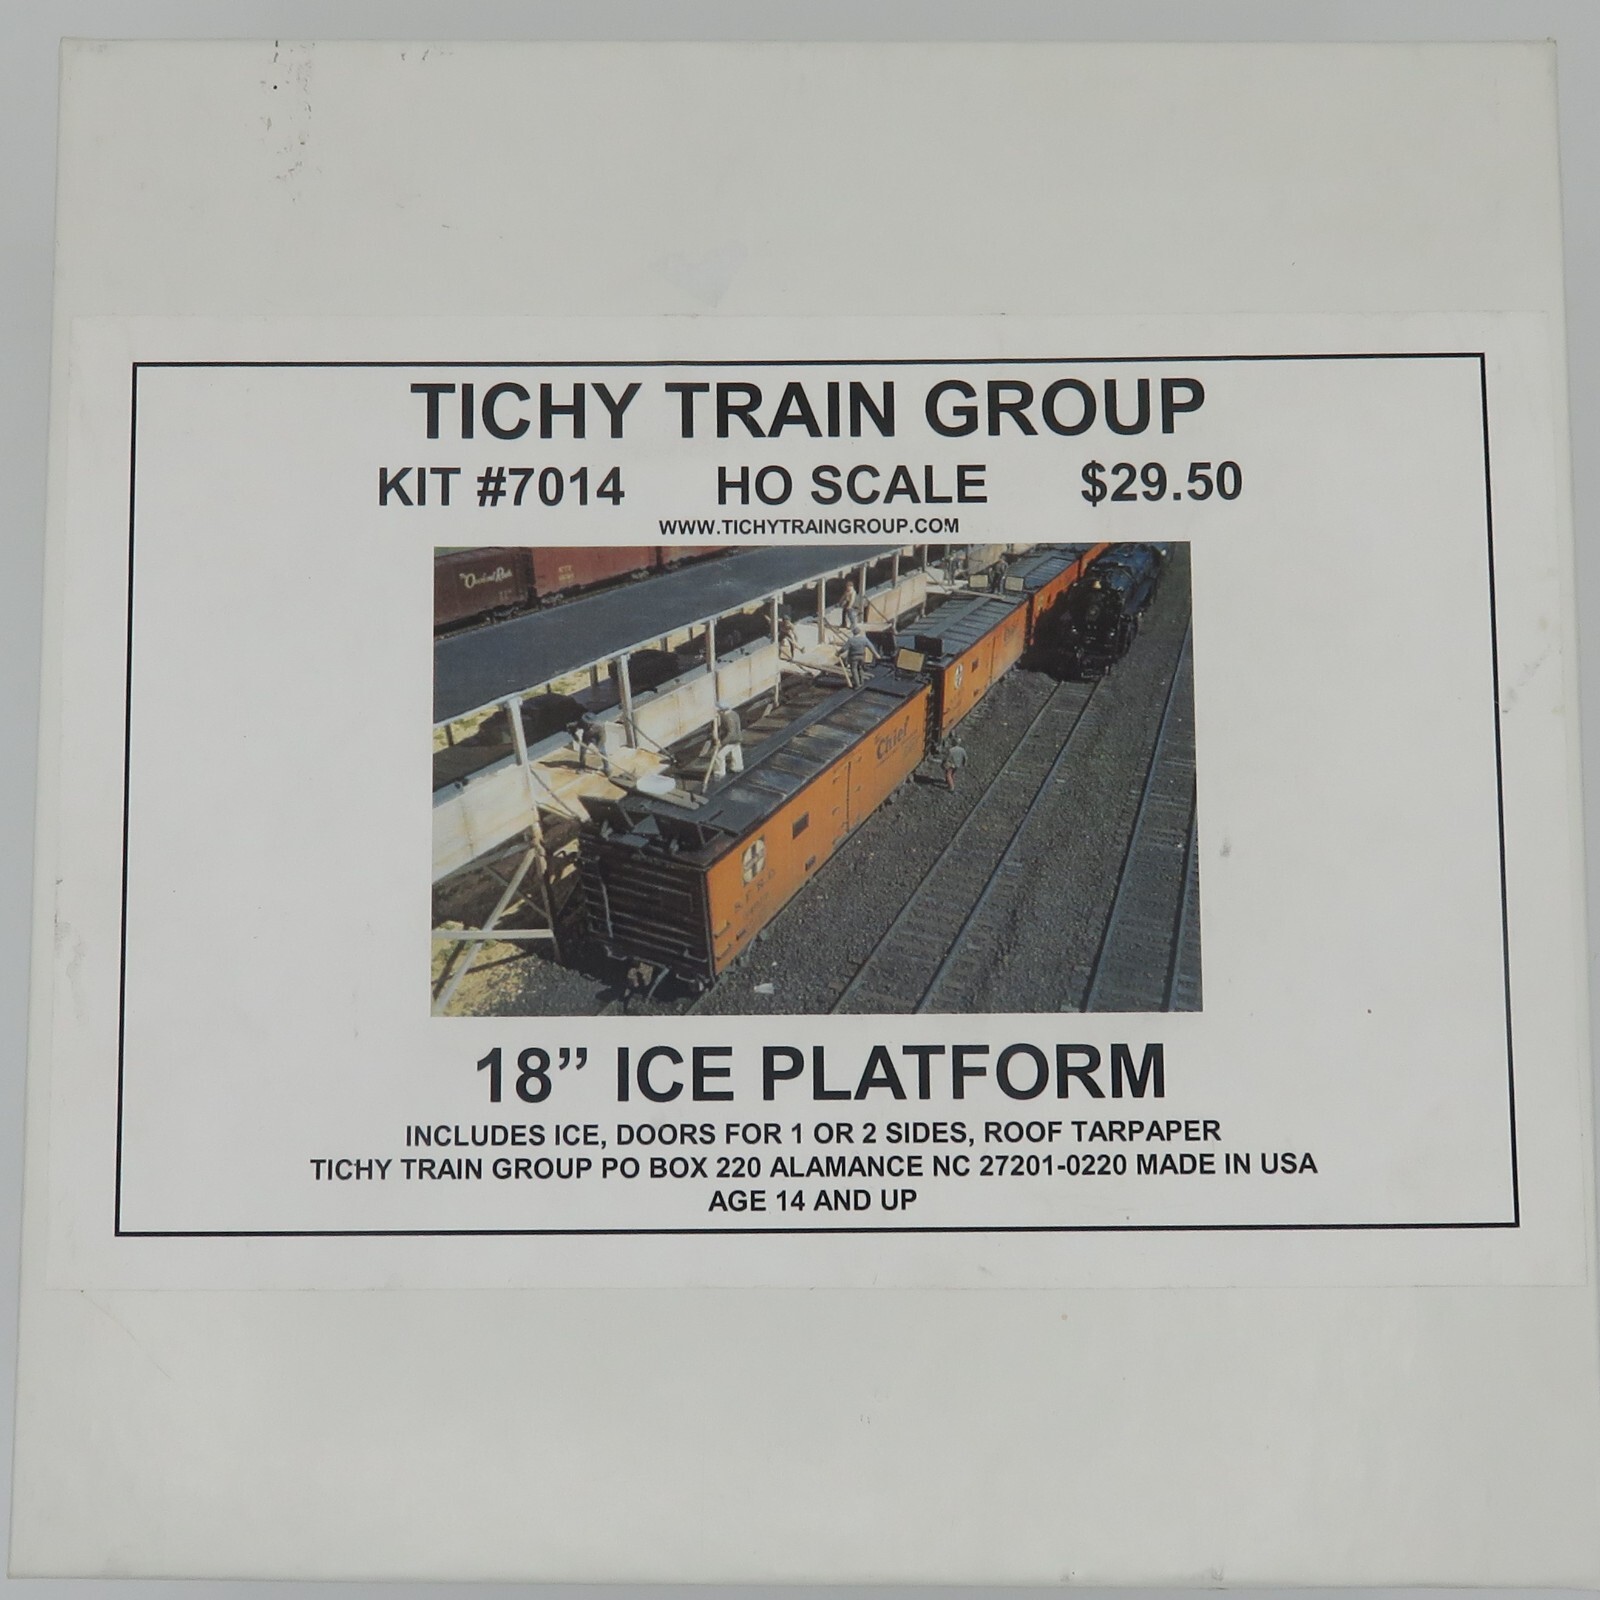 TICHY TRAIN GROUP
KIT #7014 HO SCALE $29.50
WWW.TICHYTRAINGROUP.COM
Chief
18” ICE PLATFORM
INCLUDES ICE, DOORS FOR 1 OR 2 SIDES, ROOF TARPAPER
TICHY TRAIN GROUP PO BOX 220 ALAMANCE NC 27201-0220 MADE IN USA
AGE 14 AND UP